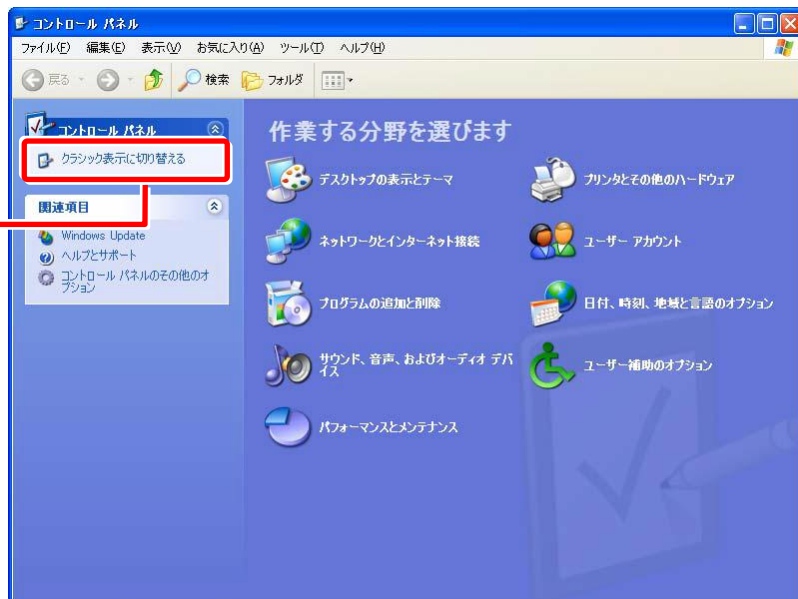 コントロール パネル
ファイル(F) 編集(E) 表示(V) お気に入り(A) ツール(T) ヘルプ(H)
戻る 検索 フォルダ
コントロール パネル
クラシック表示に切り替える
関連項目
Windows Update
ヘルプとサポート
コントロール パネルのその他のオ
プション
作業する分野を選びます
デスクトップの表示とテーマ
プリンタとその他のハードウェア
ネットワークとインターネット接続
ユーザー アカウント
プログラムの追加と削除
日付、時刻、地域と言語のオプション
サウンド、音声、およびオーディオ デバ
イス
ユーザー補助のオプション
パフォーマンスとメンテナンス